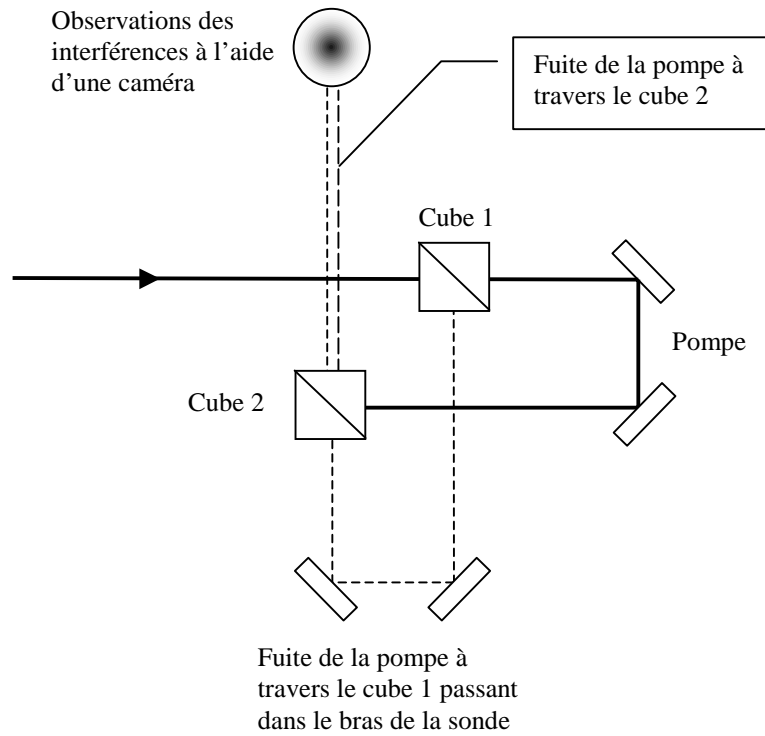 Observations des
interférences à l'aide
d'une caméra
Fuite de la pompe à
travers le cube 2
Cube 1
Pompe
Cube 2
Fuite de la pompe à
travers le cube 1 passant
dans le bras de la sonde